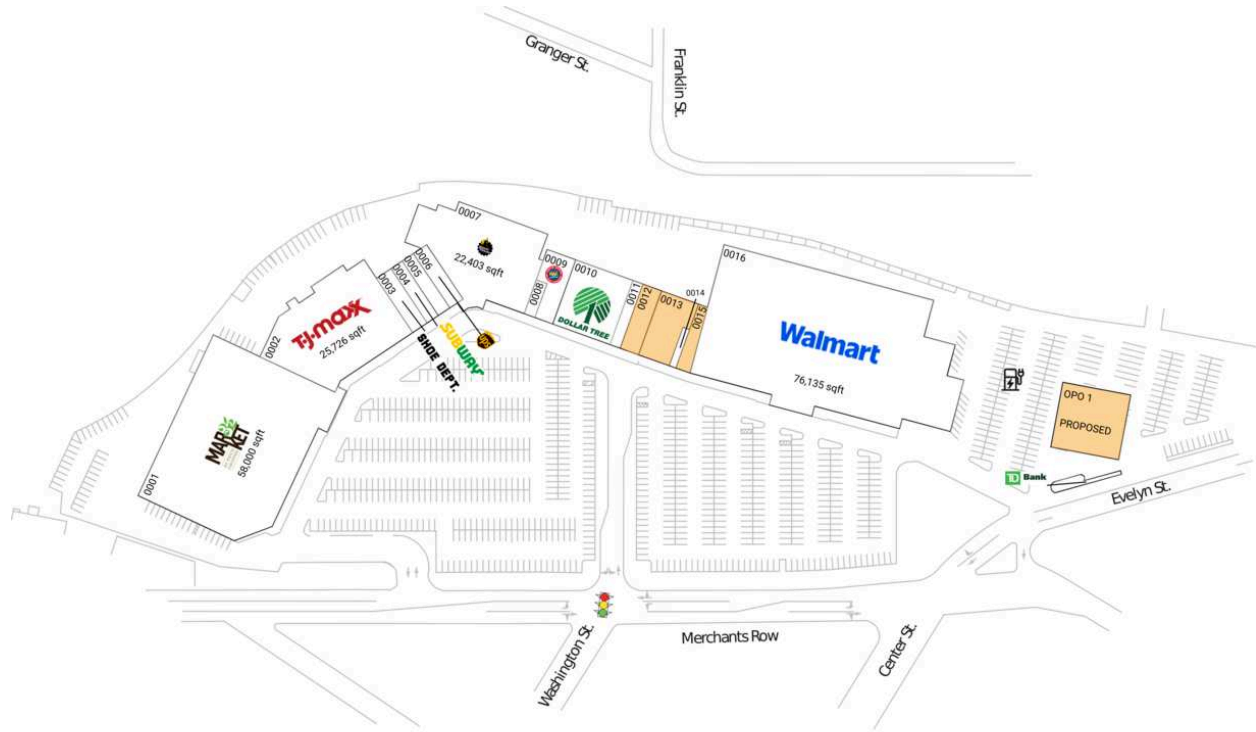 Granger St.
Franklin St.
0007
22,403 sqft
0006
0005
0004
0003
0009
0008
0010
DOLLAR TREE
0011
0012
0013
0014
0015
0016
Walmart
76,135 sqft
T·J·maxx
25,726 sqft
0002
SUBWAY
SHOE DEPT.
ups
MARKET
58,000 sqft
0001
OPO 1
PROPOSED
TD Bank
Evelyn St.
Merchants Row
Washington St.
Center St.